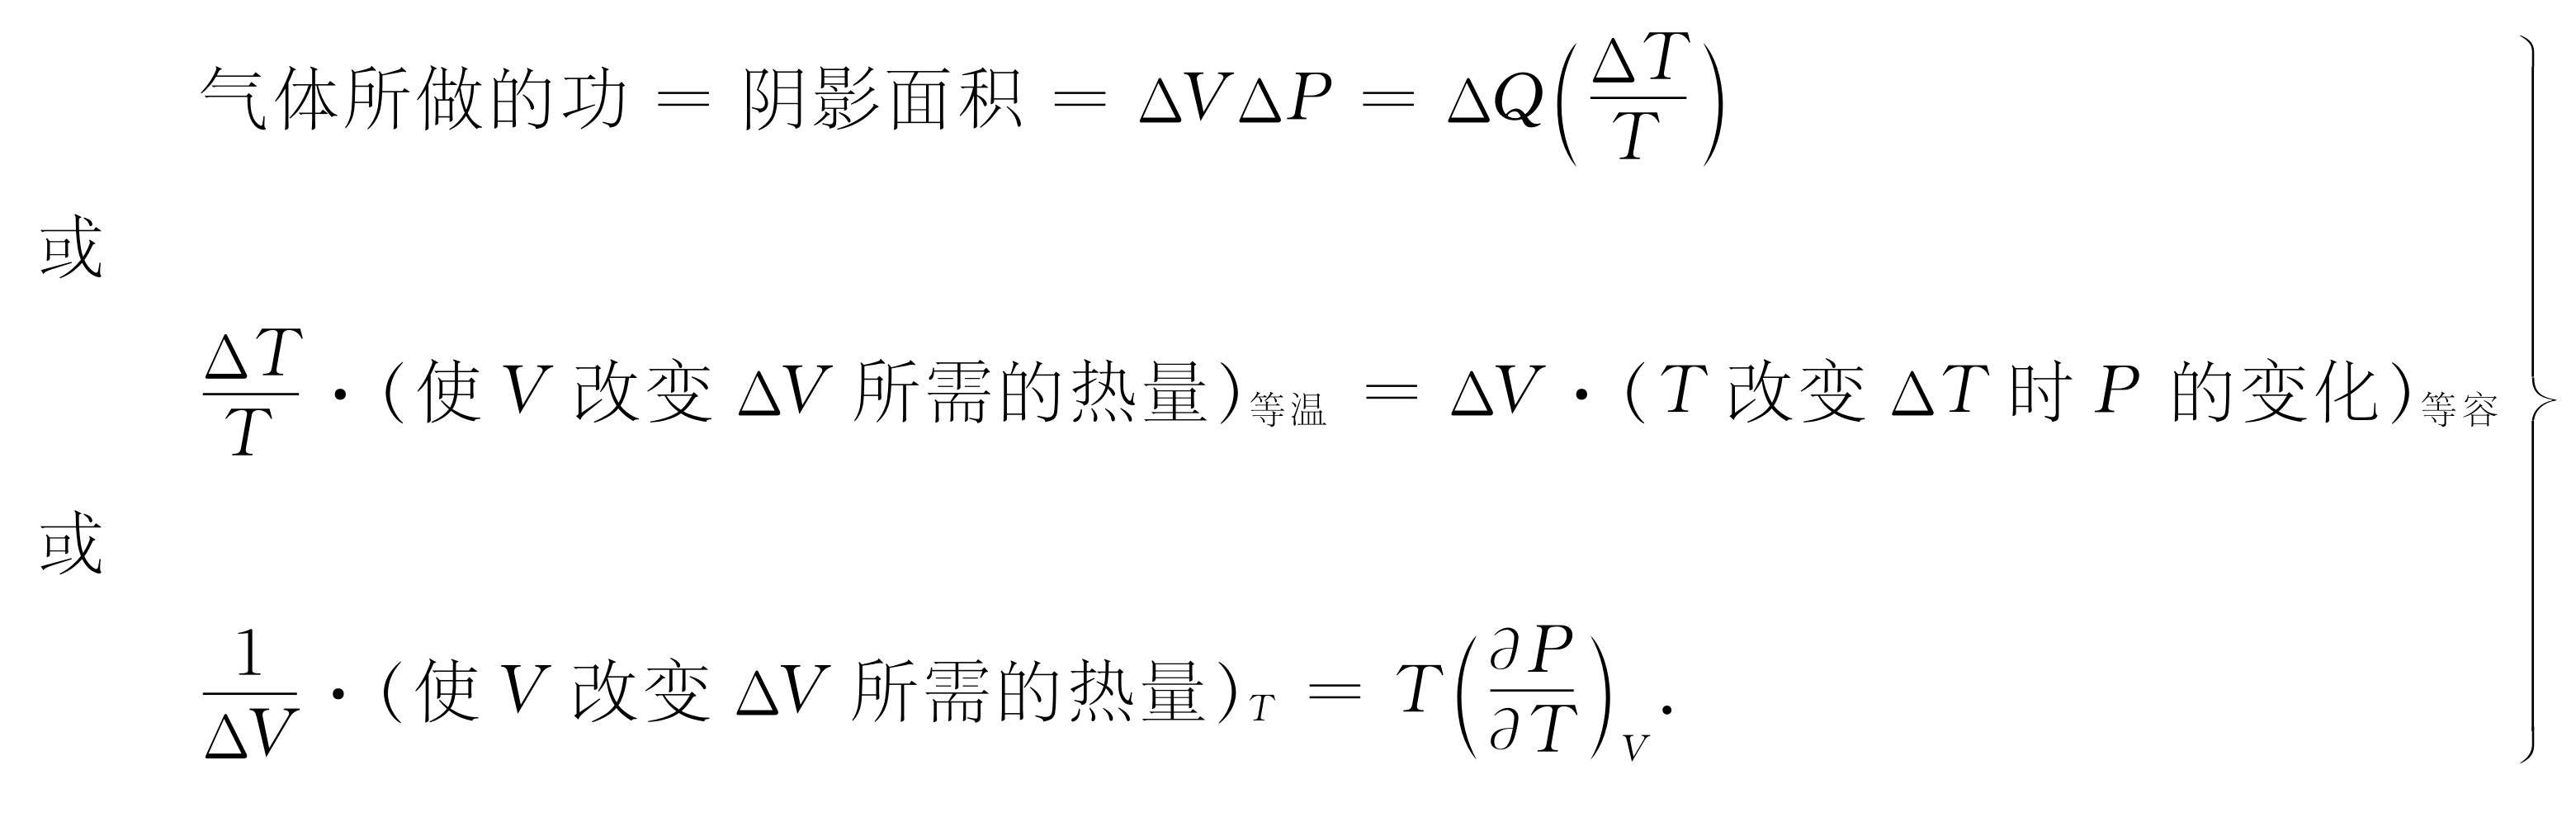 气体所做的功 = 阴影面积 = ΔVΔP = ΔQ(ΔT/T)
或
ΔT/T · (使 V 改变 ΔV 所需的热量)等温 = ΔV · (T 改变 ΔT 时 P 的变化)等容
或
1/ΔV · (使 V 改变 ΔV 所需的热量)_T = T(∂P/∂T)_V.